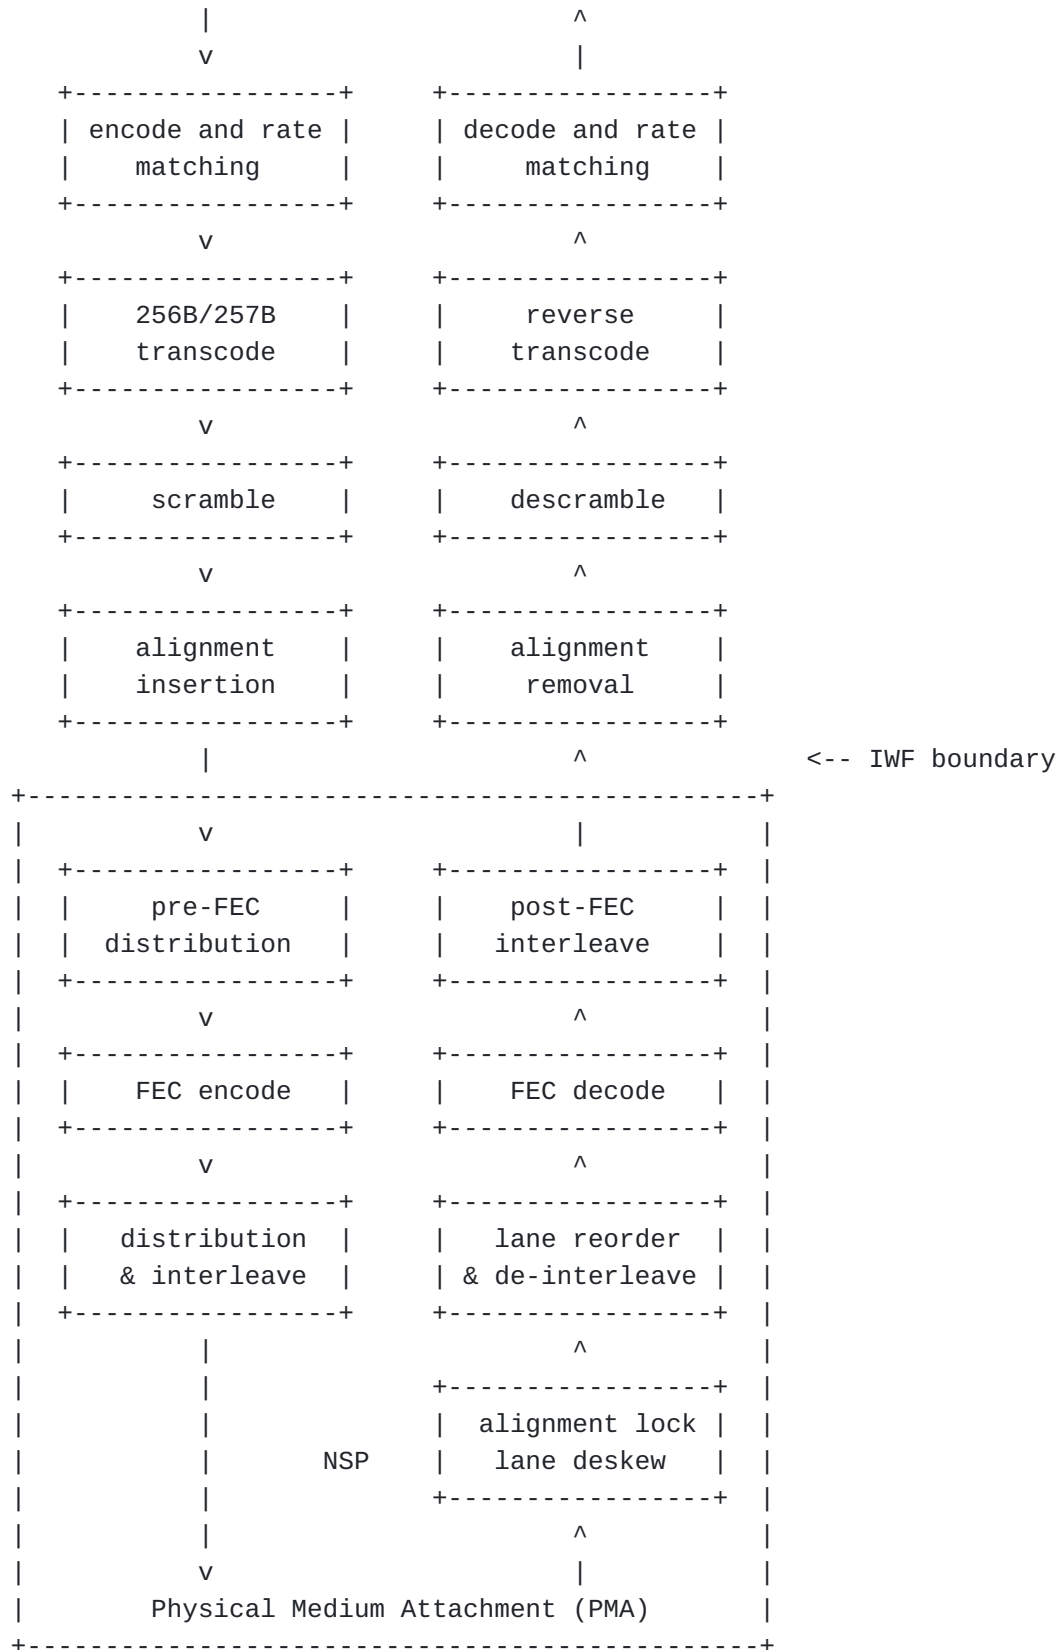 encode and rate decode and rate
matching matching
256B/257B reverse
transcode transcode
scramble descramble
alignment alignment
insertion removal
<-- IWF boundary
pre-FEC post-FEC
distribution interleave
FEC encode FEC decode
distribution lane reorder
& interleave & de-interleave
alignment lock
NSP lane deskew
Physical Medium Attachment (PMA)